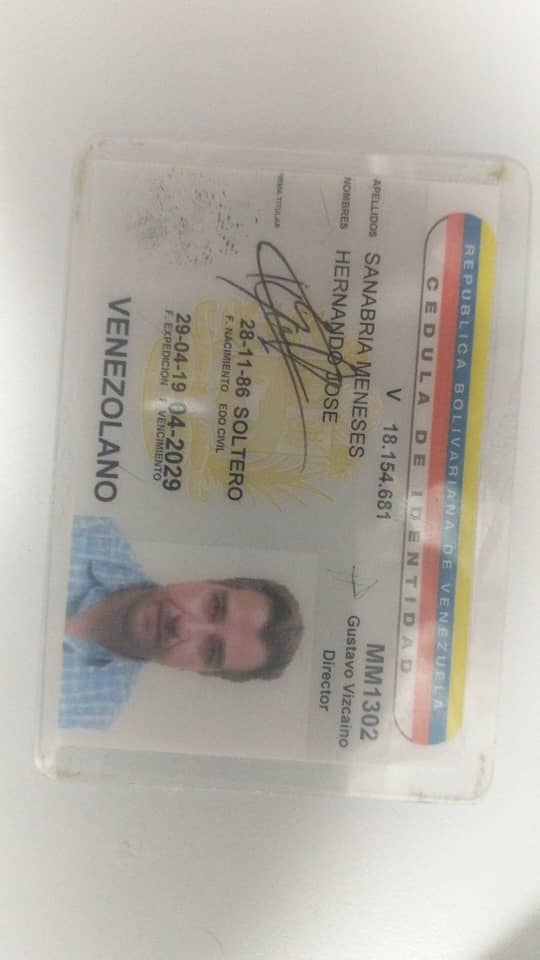 REPUBLICA BOLIVARIANA DE VENEZUELA
CEDULA DE IDENTIDAD
V 18.154.681
MM1302
Gustavo Vizcaino
Director
APELLIDOS SANABRIA MENESES
NOMBRES HERNANDO JOSE
FIRMA TITULAR
28-11-86 SOLTERO
F. NACIMIENTO EDO CIVIL
29-04-19 04-2029
F. EXPEDICION F. VENCIMIENTO
VENEZOLANO